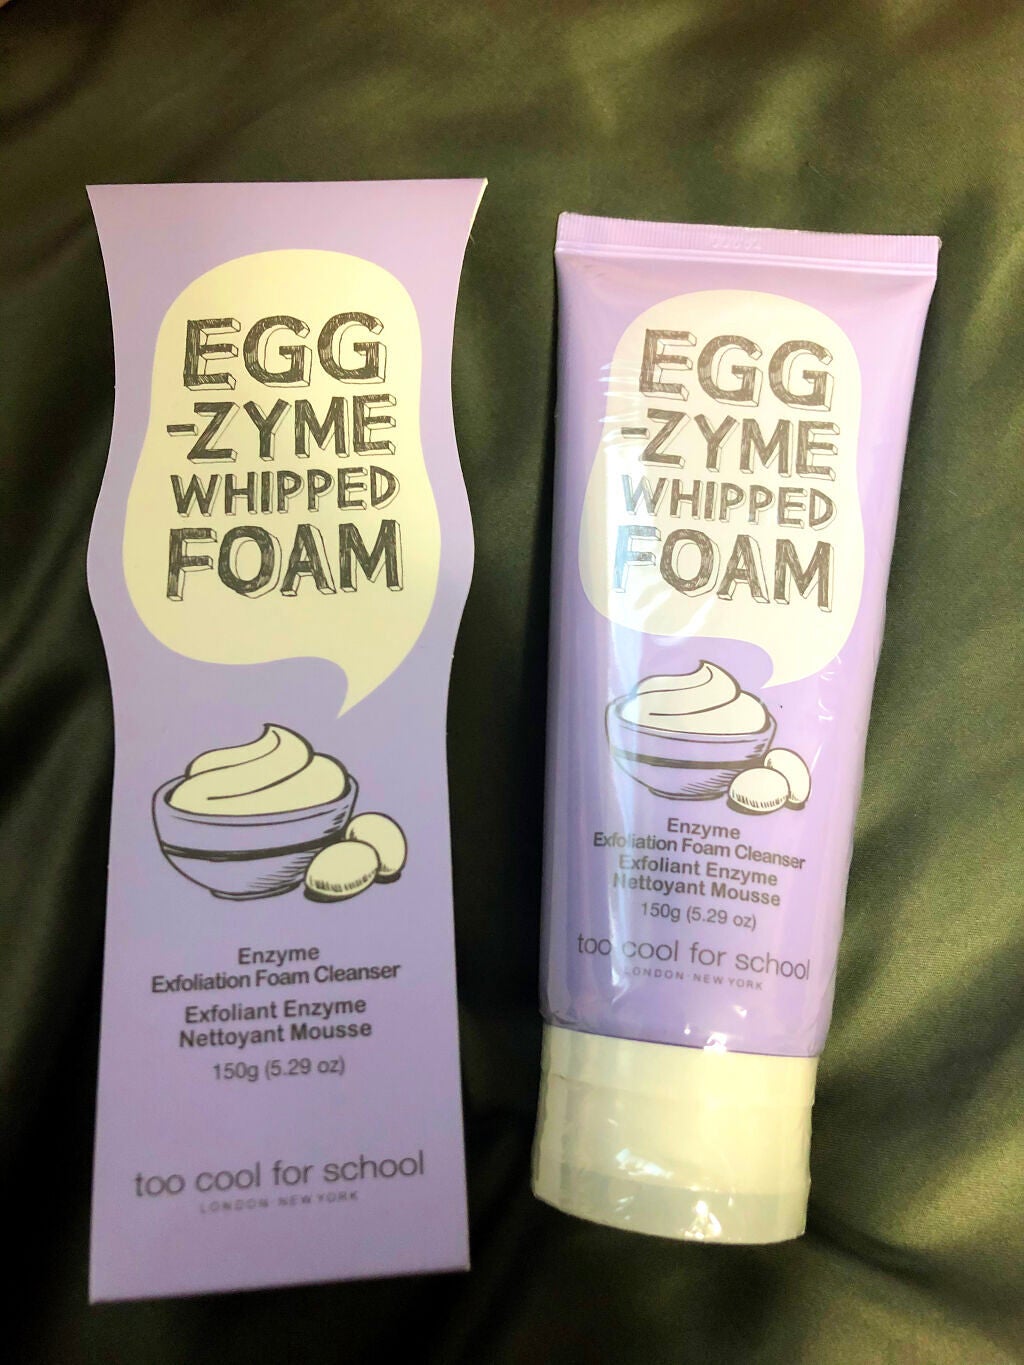 EGG
-ZYME
WHIPPED
FOAM
Enzyme
Exfoliation Foam Cleanser
Exfoliant Enzyme
Nettoyant Mousse
150g (5.29 oz)
too cool for school
LONDON · NEW YORK
EGG
-ZYME
WHIPPED
FOAM
Enzyme
Exfoliation Foam Cleanser
Exfoliant Enzyme
Nettoyant Mousse
150g (5.29 oz)
too cool for school
LONDON · NEW YORK